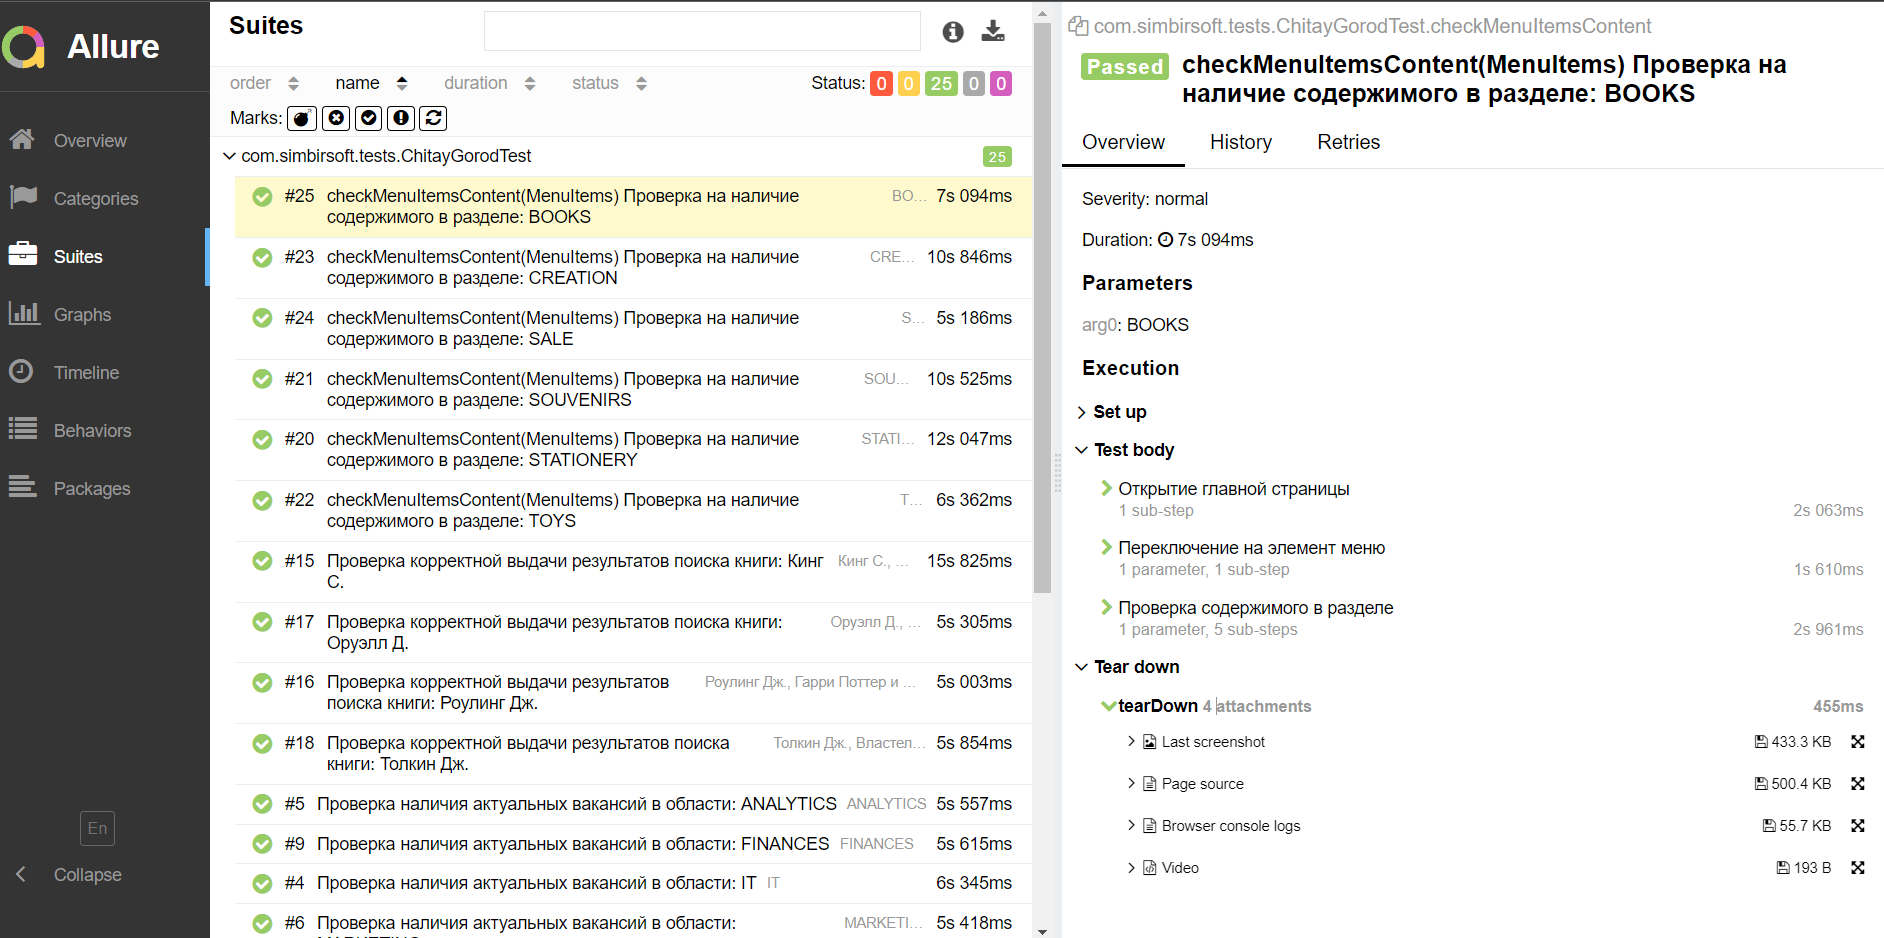 Allure
Overview
Categories
Suites
Graphs
Timeline
Behaviors
Packages
En
Collapse
Suites
order name duration status Status: 0 0 25 0 0
Marks:
com.simbirsoft.tests.ChitayGorodTest 25
#25 checkMenuItemsContent(MenuItems) Проверка на наличие BO... 7s 094ms
содержимого в разделе: BOOKS
#23 checkMenuItemsContent(MenuItems) Проверка на наличие CRE... 10s 846ms
содержимого в разделе: CREATION
#24 checkMenuItemsContent(MenuItems) Проверка на наличие S... 5s 186ms
содержимого в разделе: SALE
#21 checkMenuItemsContent(MenuItems) Проверка на наличие SOU... 10s 525ms
содержимого в разделе: SOUVENIRS
#20 checkMenuItemsContent(MenuItems) Проверка на наличие STATI... 12s 047ms
содержимого в разделе: STATIONERY
#22 checkMenuItemsContent(MenuItems) Проверка на наличие T... 6s 362ms
содержимого в разделе: TOYS
#15 Проверка корректной выдачи результатов поиска книги: Кинг Кинг С., ... 15s 825ms
С.
#17 Проверка корректной выдачи результатов поиска книги: Оруэлл Д., ... 5s 305ms
Оруэлл Д.
#16 Проверка корректной выдачи результатов Роулинг Дж., Гарри Поттер и ... 5s 003ms
поиска книги: Роулинг Дж.
#18 Проверка корректной выдачи результатов поиска Толкин Дж., Властел... 5s 854ms
книги: Толкин Дж.
#5 Проверка наличия актуальных вакансий в области: ANALYTICS ANALYTICS 5s 557ms
#9 Проверка наличия актуальных вакансий в области: FINANCES FINANCES 5s 615ms
#4 Проверка наличия актуальных вакансий в области: IT IT 6s 345ms
#6 Проверка наличия актуальных вакансий в области: MARKETI... 5s 418ms
com.simbirsoft.tests.ChitayGorodTest.checkMenuItemsContent
Passed checkMenuItemsContent(MenuItems) Проверка на
наличие содержимого в разделе: BOOKS
Overview History Retries
Severity: normal
Duration: 7s 094ms
Parameters
arg0: BOOKS
Execution
Set up
Test body
Открытие главной страницы
1 sub-step 2s 063ms
Переключение на элемент меню
1 parameter, 1 sub-step 1s 610ms
Проверка содержимого в разделе
1 parameter, 5 sub-steps 2s 961ms
Tear down
tearDown 4 attachments 455ms
Last screenshot 433.3 KB
Page source 500.4 KB
Browser console logs 55.7 KB
Video 193 B